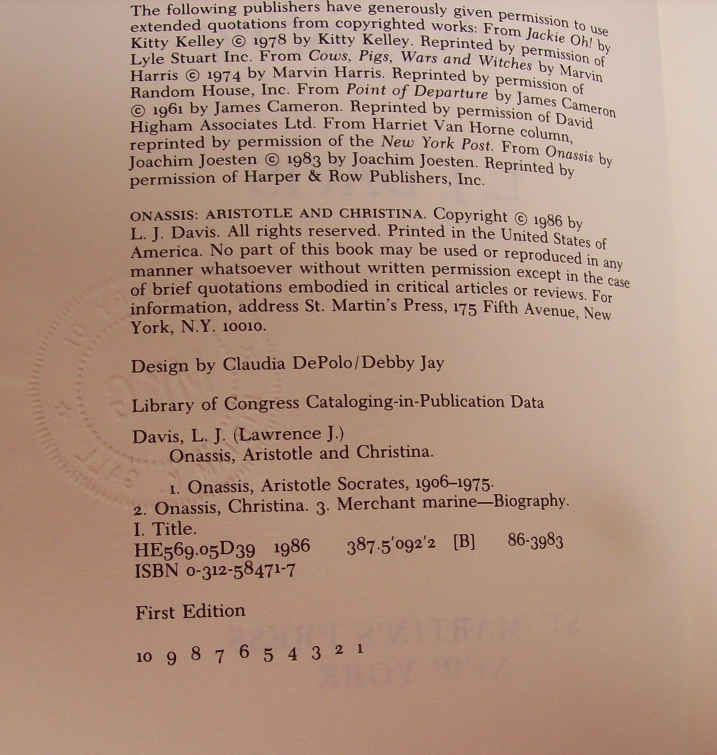 The following publishers have generously given permission to use
extended quotations from copyrighted works: From Jackie Oh! by
Kitty Kelley © 1978 by Kitty Kelley. Reprinted by permission of
Lyle Stuart Inc. From Cows, Pigs, Wars and Witches by Marvin
Harris © 1974 by Marvin Harris. Reprinted by permission of
Random House, Inc. From Point of Departure by James Cameron
© 1961 by James Cameron. Reprinted by permission of David
Higham Associates Ltd. From Harriet Van Horne column,
reprinted by permission of the New York Post. From Onassis by
Joachim Joesten © 1983 by Joachim Joesten. Reprinted by
permission of Harper & Row Publishers, Inc.
ONASSIS: ARISTOTLE AND CHRISTINA. Copyright © 1986 by
L. J. Davis. All rights reserved. Printed in the United States of
America. No part of this book may be used or reproduced in any
manner whatsoever without written permission except in the case
of brief quotations embodied in critical articles or reviews. For
information, address St. Martin's Press, 175 Fifth Avenue, New
York, N.Y. 10010.
Design by Claudia DePolo/Debby Jay
Library of Congress Cataloging-in-Publication Data
Davis, L. J. (Lawrence J.)
Onassis, Aristotle and Christina.
1. Onassis, Aristotle Socrates, 1906–1975.
2. Onassis, Christina. 3. Merchant marine—Biography.
I. Title.
HE569.05D39 1986 387.5'092'2 [B] 86-3983
ISBN 0-312-58471-7
First Edition
10 9 8 7 6 5 4 3 2 1